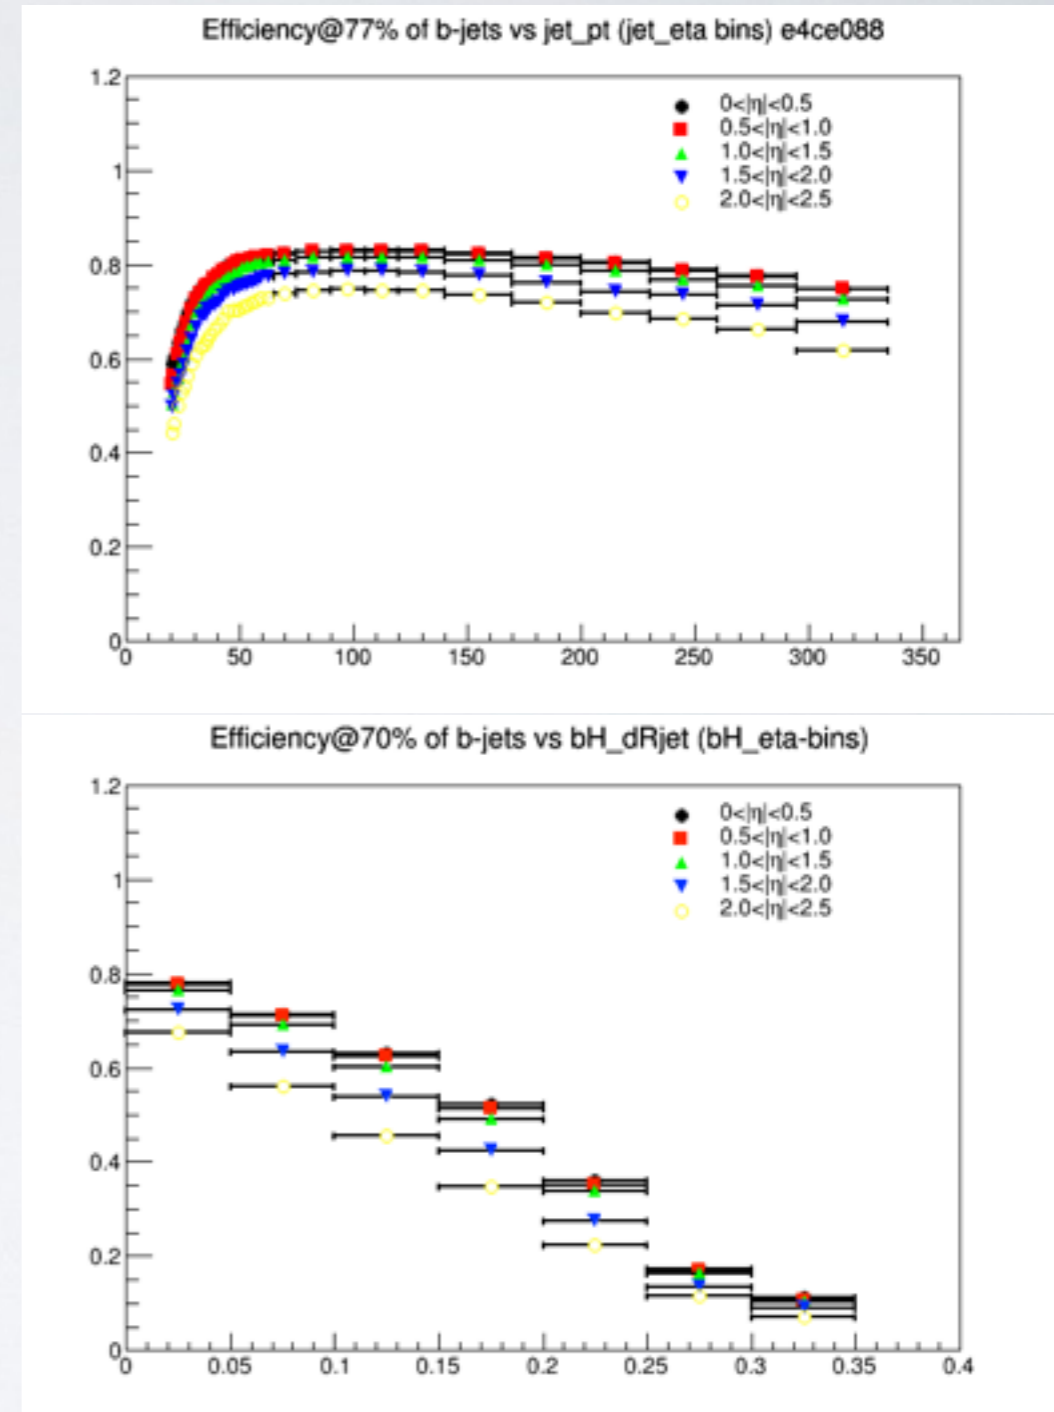 Efficiency@77% of b-jets vs jet_pt (jet_eta bins) e4ce088
1.2
1
0.8
0.6
0.4
0.2
0
0<|η|<0.5
0.5<|η|<1.0
1.0<|η|<1.5
1.5<|η|<2.0
2.0<|η|<2.5
0 50 100 150 200 250 300 350
Efficiency@70% of b-jets vs bH_dRjet (bH_eta-bins)
1.2
1
0.8
0.6
0.4
0.2
0
0<|η|<0.5
0.5<|η|<1.0
1.0<|η|<1.5
1.5<|η|<2.0
2.0<|η|<2.5
0 0.05 0.1 0.15 0.2 0.25 0.3 0.35 0.4